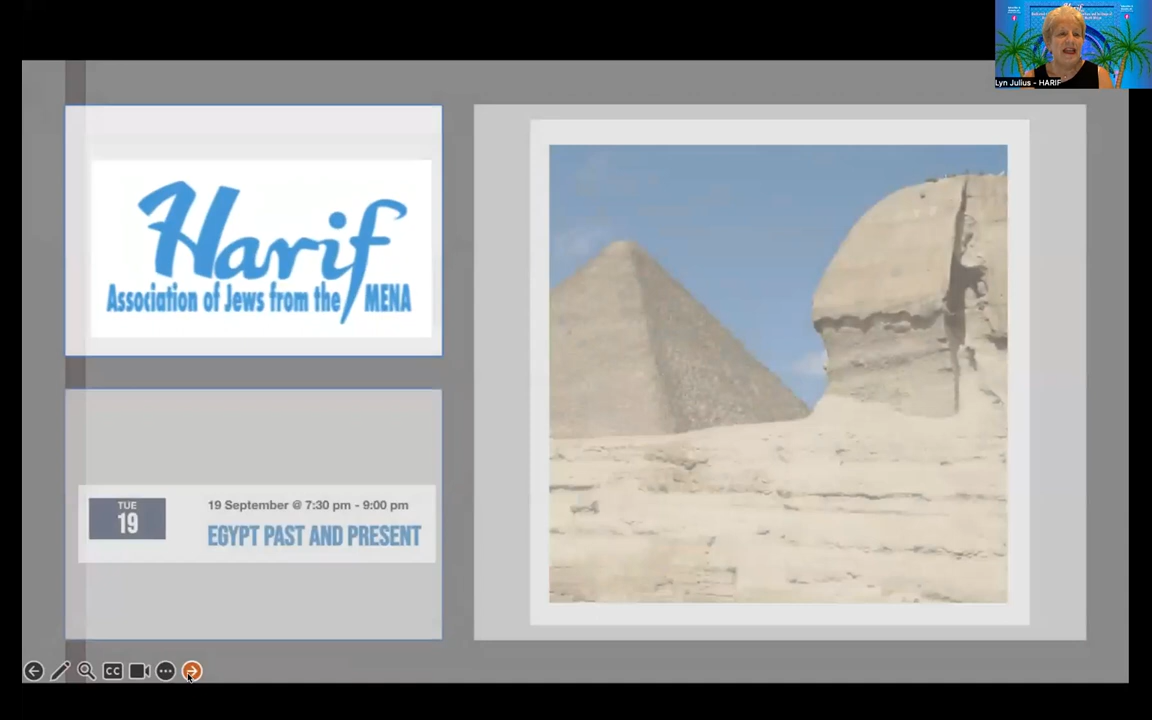 Harif
Association of Jews from the MENA
TUE
19
19 September @ 7:30 pm - 9:00 pm
EGYPT PAST AND PRESENT
CC
Lyn Julius - HARIF